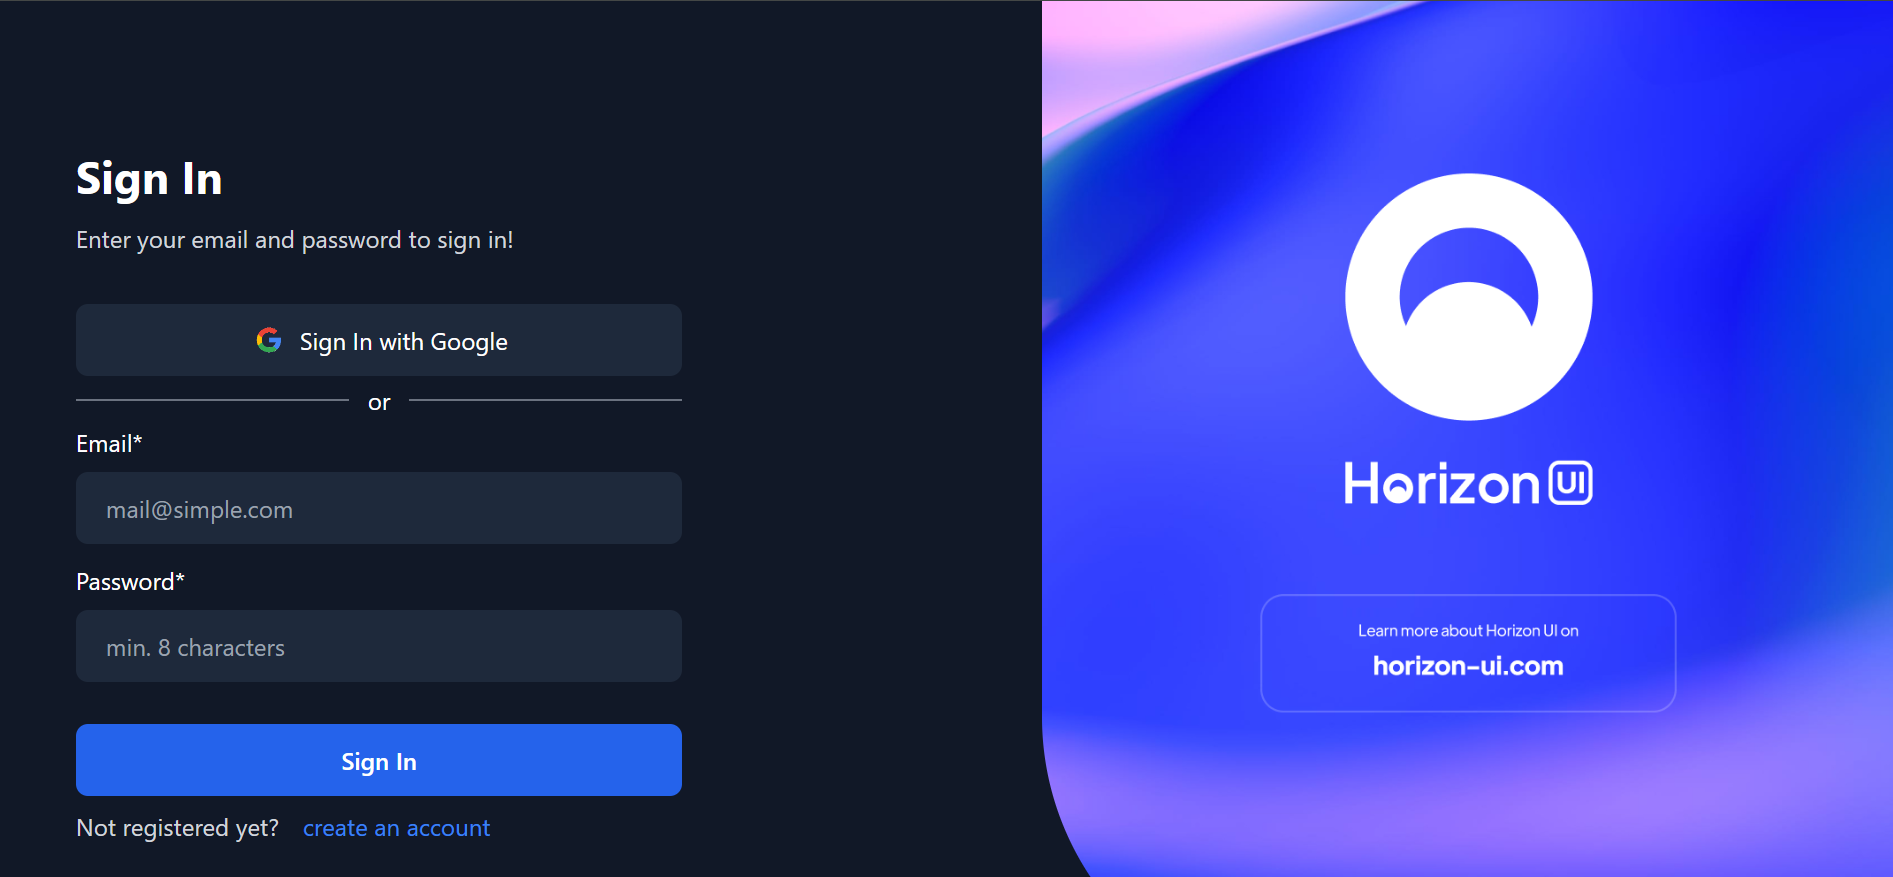 Sign In
Enter your email and password to sign in!
Sign In with Google
or
Email*
mail@simple.com
Password*
min. 8 characters
Sign In
Not registered yet? create an account
Horizon UI
Learn more about Horizon UI on
horizon-ui.com